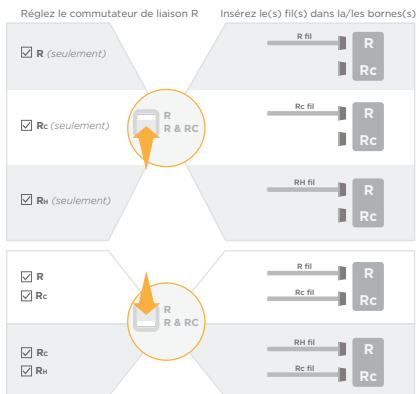 Réglez le commutateur de liaison R
Insérez le(s) fil(s) dans la/les bornes(s)
R (seulement)
R fil
R
Rc
Rc (seulement)
R
R & RC
Rc fil
R
Rc
RH (seulement)
RH fil
R
Rc
R
Rc
R
R & RC
R fil
Rc fil
R
Rc
Rc
RH
RH fil
Rc fil
R
Rc